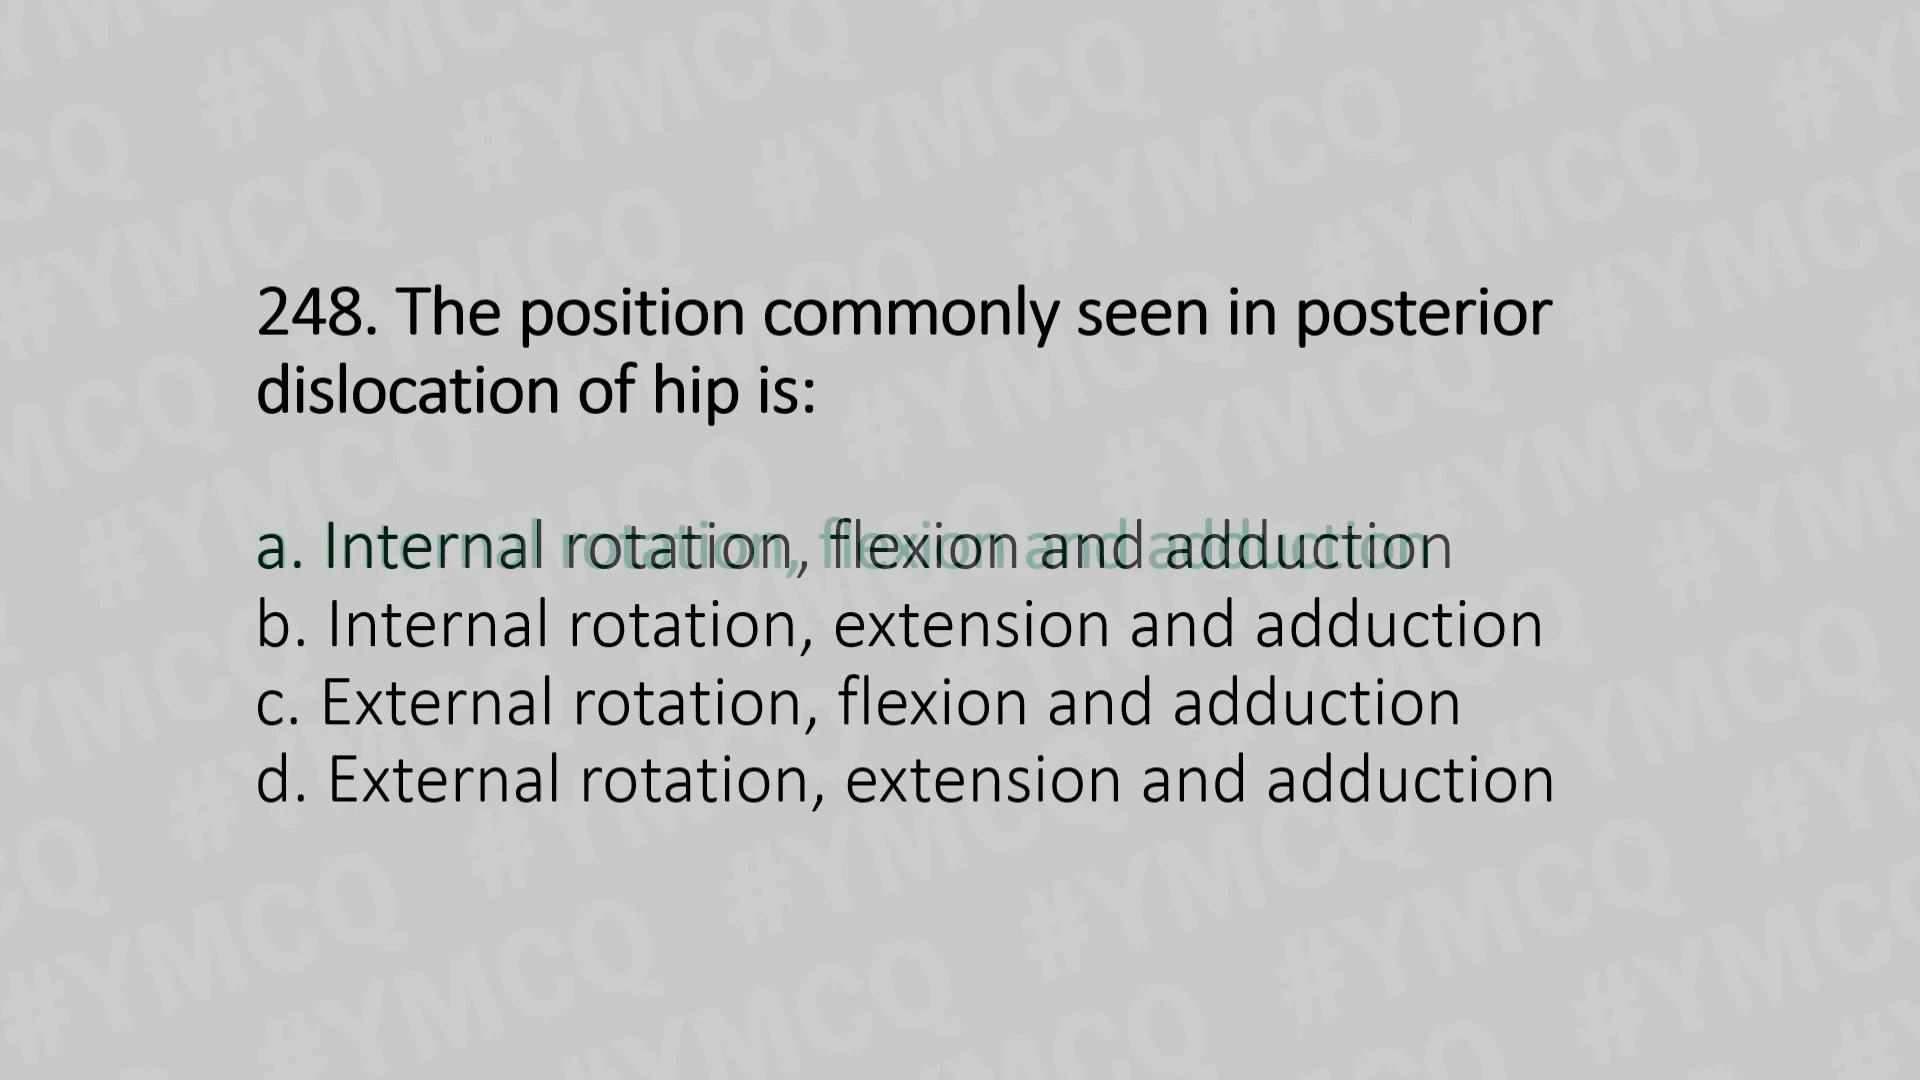 248. The position commonly seen in posterior
dislocation of hip is:
a. Internal rotation, flexion and adduction
b. Internal rotation, extension and adduction
c. External rotation, flexion and adduction
d. External rotation, extension and adduction
#YMCQ